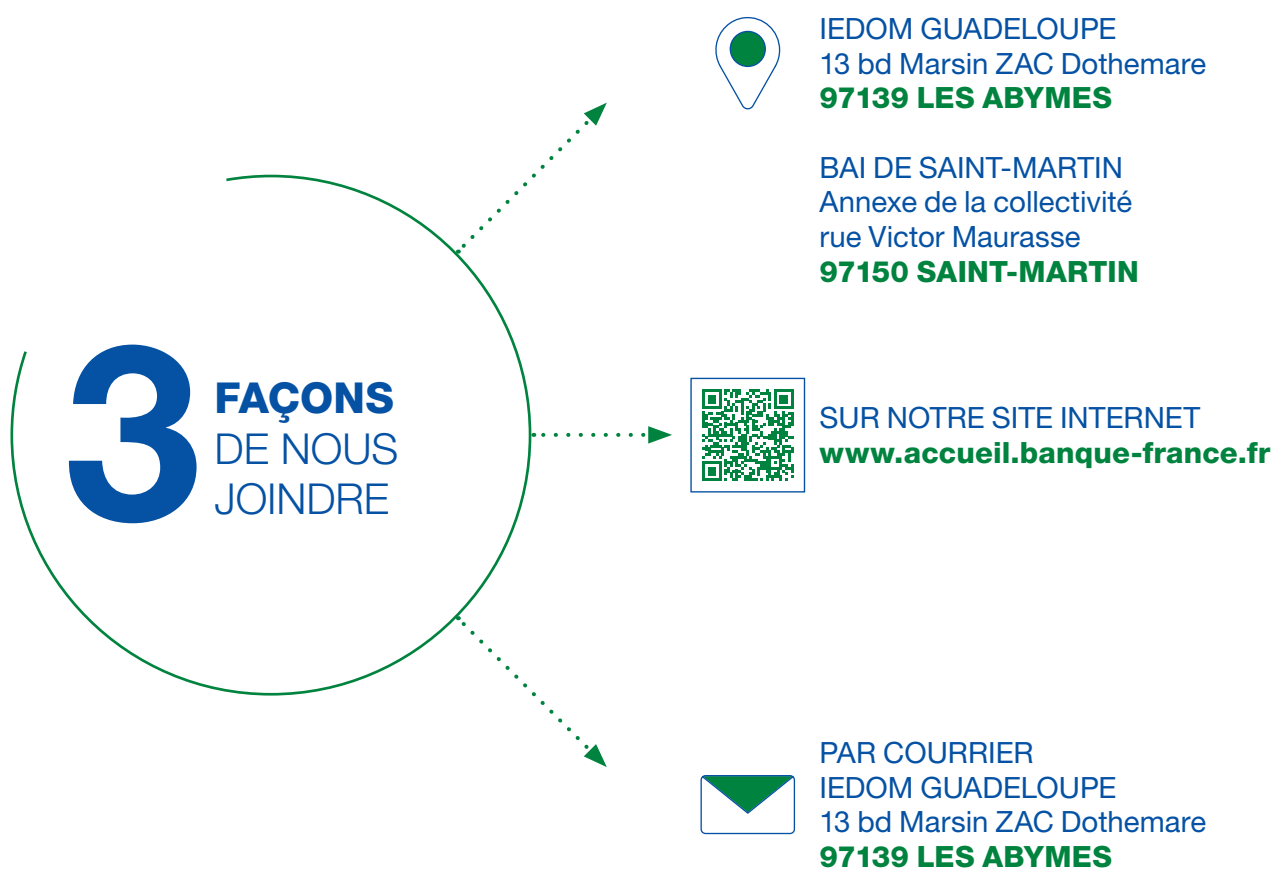 3 FAÇONS
DE NOUS
JOINDRE
IEDOM GUADELOUPE
13 bd Marsin ZAC Dothemare
97139 LES ABYMES
BAI DE SAINT-MARTIN
Annexe de la collectivité
rue Victor Maurasse
97150 SAINT-MARTIN
SUR NOTRE SITE INTERNET
www.accueil.banque-france.fr
PAR COURRIER
IEDOM GUADELOUPE
13 bd Marsin ZAC Dothemare
97139 LES ABYMES